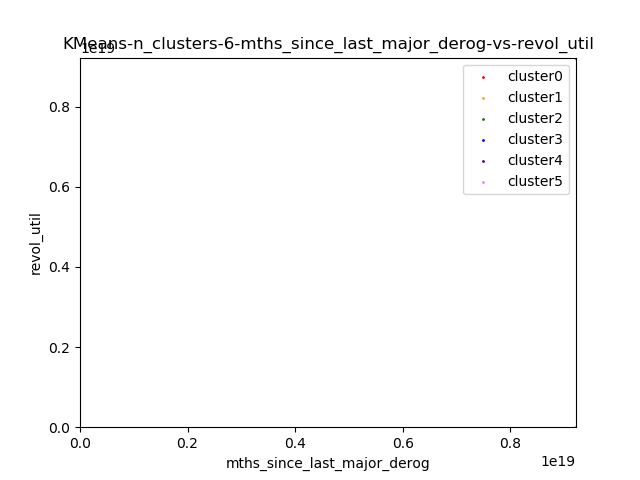 KMeans-n_clusters-6-mths_since_last_major_derog-vs-revol_util
1e19
cluster0
cluster1
cluster2
cluster3
cluster4
cluster5
0.8
0.6
0.4
0.2
0.0
revol_util
0.0 0.2 0.4 0.6 0.8
1e19
mths_since_last_major_derog